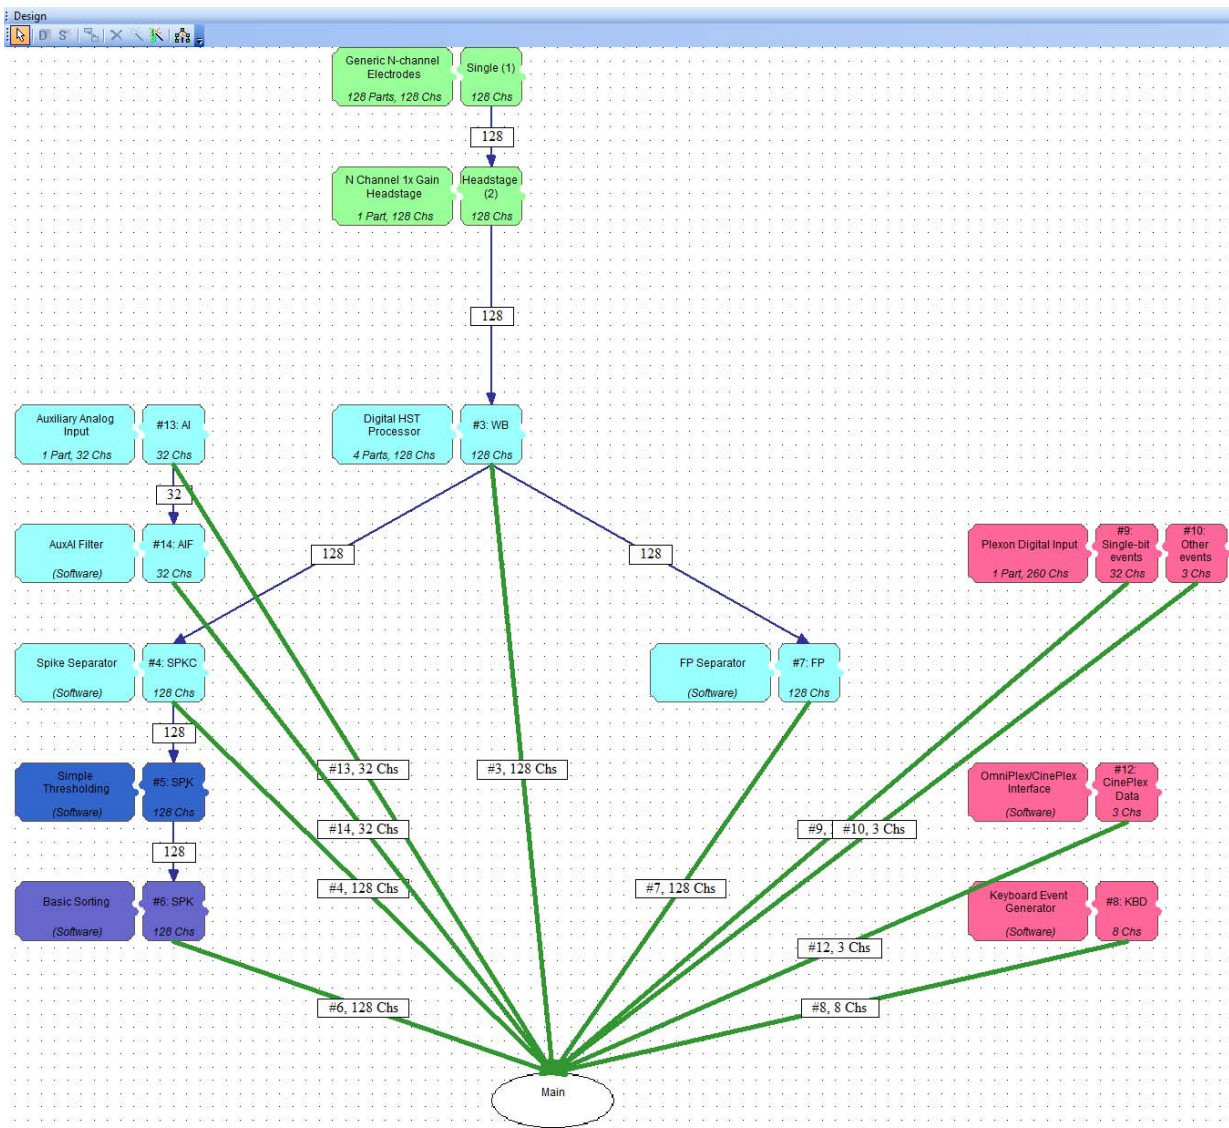 Design
D S
Generic N-channel
Electrodes
128 Parts, 128 Chs
Single (1)
128 Chs
128
N Channel 1x Gain
Headstage
1 Part, 128 Chs
Headstage
(2)
128 Chs
128
Auxiliary Analog
Input
1 Part, 32 Chs
#13: AI
32 Chs
Digital HST
Processor
4 Parts, 128 Chs
#3: WB
128 Chs
32
AuxAI Filter
(Software)
#14: AIF
32 Chs
128
128
Plexon Digital Input
1 Part, 260 Chs
#9:
Single-bit
events
32 Chs
#10:
Other
events
3 Chs
Spike Separator
(Software)
#4: SPKC
128 Chs
FP Separator
(Software)
#7: FP
128 Chs
128
Simple
Thresholding
(Software)
#5: SPK
128 Chs
#13, 32 Chs
#3, 128 Chs
OmniPlex/CinePlex
Interface
(Software)
#12:
CinePlex
Data
3 Chs
128
#14, 32 Chs
#9,
#10, 3 Chs
Basic Sorting
(Software)
#6: SPK
128 Chs
#4, 128 Chs
#7, 128 Chs
Keyboard Event
Generator
(Software)
#8: KBD
8 Chs
#12, 3 Chs
#6, 128 Chs
#8, 8 Chs
Main